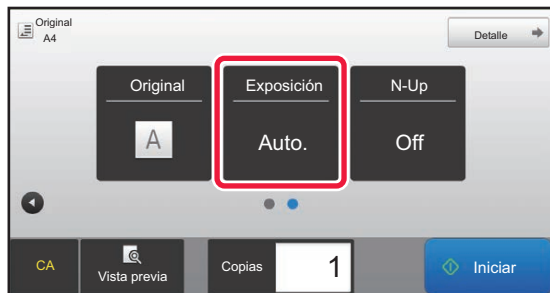 Original
A4
Detalle
Original
Exposición
N-Up
A
Auto.
Off
CA
Vista previa
Copias
1
Iniciar